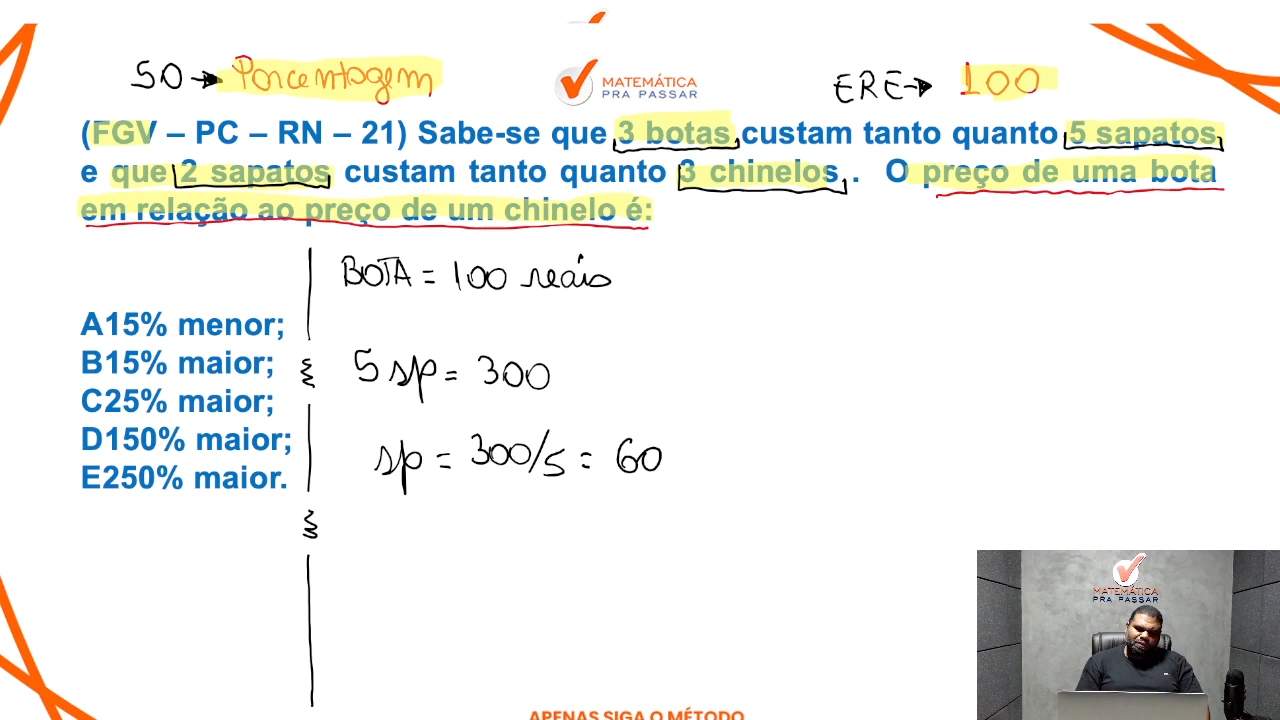 50 → Porcentagem
MATEMÁTICA
PRA PASSAR
ERE → 100
(FGV – PC – RN – 21) Sabe-se que 3 botas custam tanto quanto 5 sapatos
e que 2 sapatos custam tanto quanto 3 chinelos . O preço de uma bota
em relação ao preço de um chinelo é:
BOTA = 100 reais
A15% menor;
B15% maior;
C25% maior;
D150% maior;
E250% maior.
5 sp = 300
sp = 300/5 = 60
MATEMÁTICA
PRA PASSAR
APENAS SIGA O MÉTODO